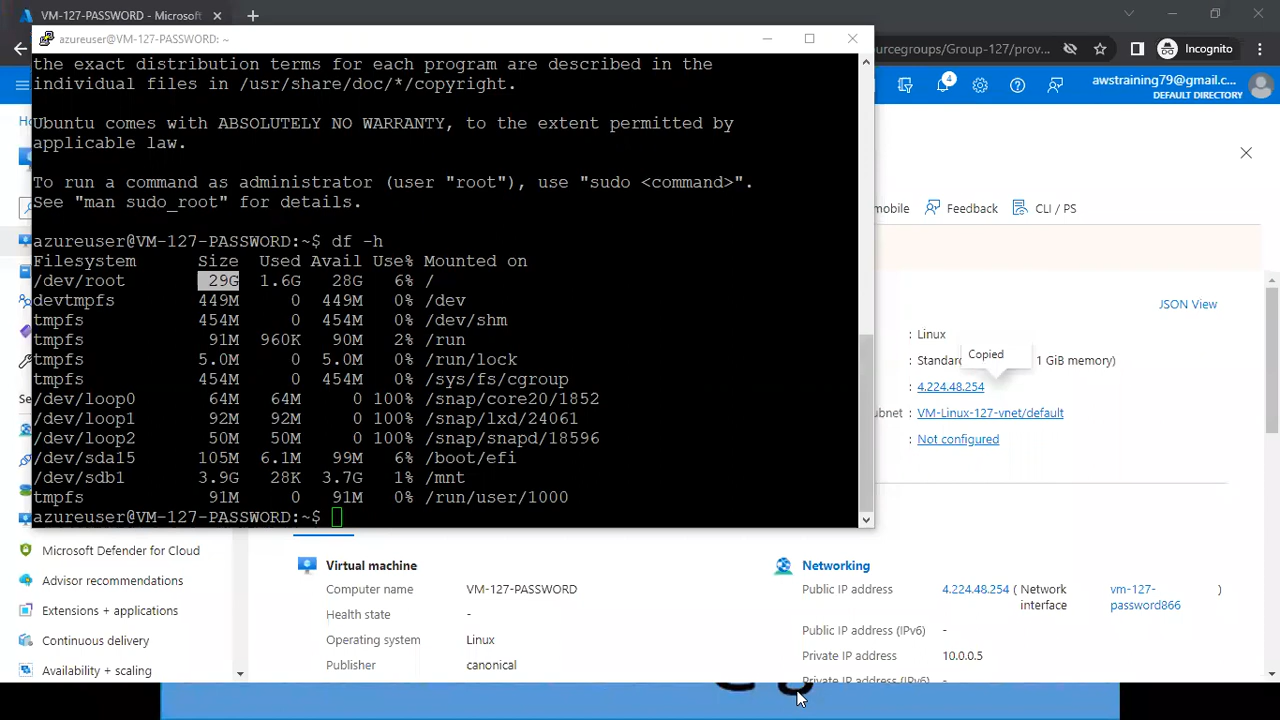 VM-127-PASSWORD - Microsoft
azureuser@VM-127-PASSWORD: ~
sourcegroups/Group-127/prov...
Incognito
the exact distribution terms for each program are described in the
individual files in /usr/share/doc/*/copyright.
Ubuntu comes with ABSOLUTELY NO WARRANTY, to the extent permitted by
applicable law.
To run a command as administrator (user "root"), use "sudo <command>".
See "man sudo_root" for details.
azureuser@VM-127-PASSWORD:~$ df -h
Filesystem Size Used Avail Use% Mounted on
/dev/root 29G 1.6G 28G 6% /
devtmpfs 449M 0 449M 0% /dev
tmpfs 454M 0 454M 0% /dev/shm
tmpfs 91M 960K 90M 2% /run
tmpfs 5.0M 0 5.0M 0% /run/lock
tmpfs 454M 0 454M 0% /sys/fs/cgroup
/dev/loop0 64M 64M 0 100% /snap/core20/1852
/dev/loop1 92M 92M 0 100% /snap/lxd/24061
/dev/loop2 50M 50M 0 100% /snap/snapd/18596
/dev/sda15 105M 6.1M 99M 6% /boot/efi
/dev/sdb1 3.9G 28K 3.7G 1% /mnt
tmpfs 91M 0 91M 0% /run/user/1000
azureuser@VM-127-PASSWORD:~$
4
awstraining79@gmail.c...
DEFAULT DIRECTORY
mobile
Feedback
CLI / PS
JSON View
: Linux
Copied
: Standard 1 GiB memory)
: 4.224.48.254
ubnet : VM-Linux-127-vnet/default
: Not configured
Microsoft Defender for Cloud
Advisor recommendations
Extensions + applications
Continuous delivery
Availability + scaling
Virtual machine
Computer name VM-127-PASSWORD
Health state -
Operating system Linux
Publisher canonical
Networking
Public IP address 4.224.48.254 ( Network interface vm-127-password866 )
Public IP address (IPv6) -
Private IP address 10.0.0.5
Private IP address (IPv6) -